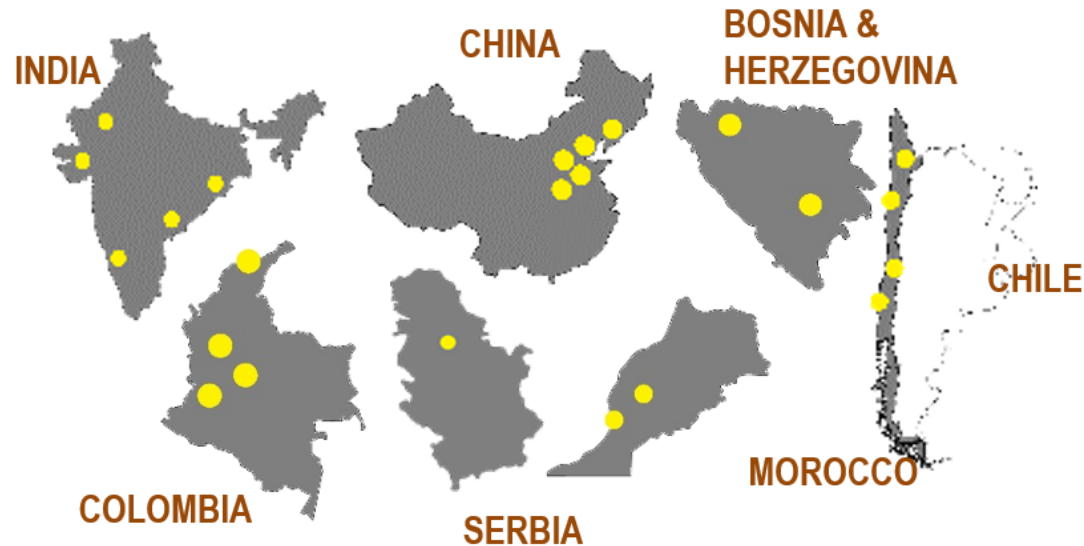 INDIA
CHINA
BOSNIA &
HERZEGOVINA
CHILE
COLOMBIA
SERBIA
MOROCCO